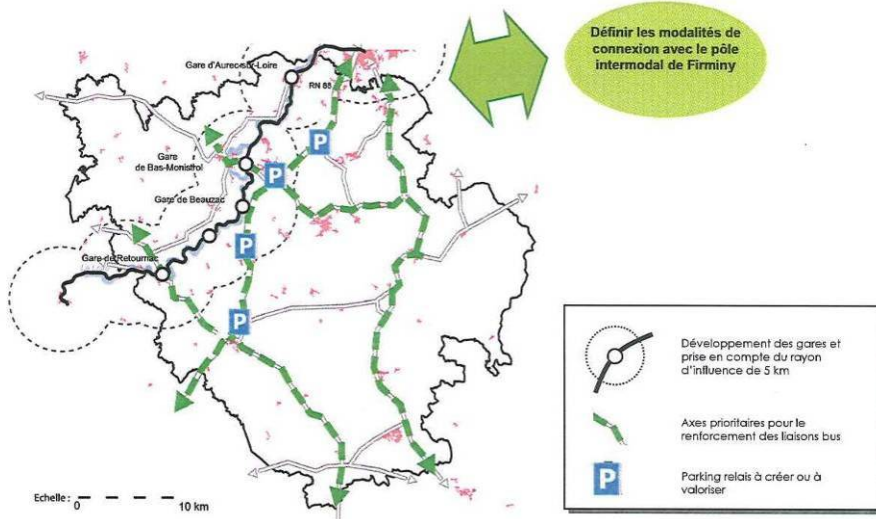 Définir les modalités de
connexion avec le pôle
intermodal de Firminy
Gare d'Aurec-sur-Loire
RN 88
P
Gare
de Bas-Monistrol
P
Gare de Beauzac
P
Gare de Retournac
P
Echelle :
0
10 km
Développement des gares et
prise en compte du rayon
d'influence de 5 km
Axes prioritaires pour le
renforcement des liaisons bus
P
Parking relais à créer ou à
valoriser